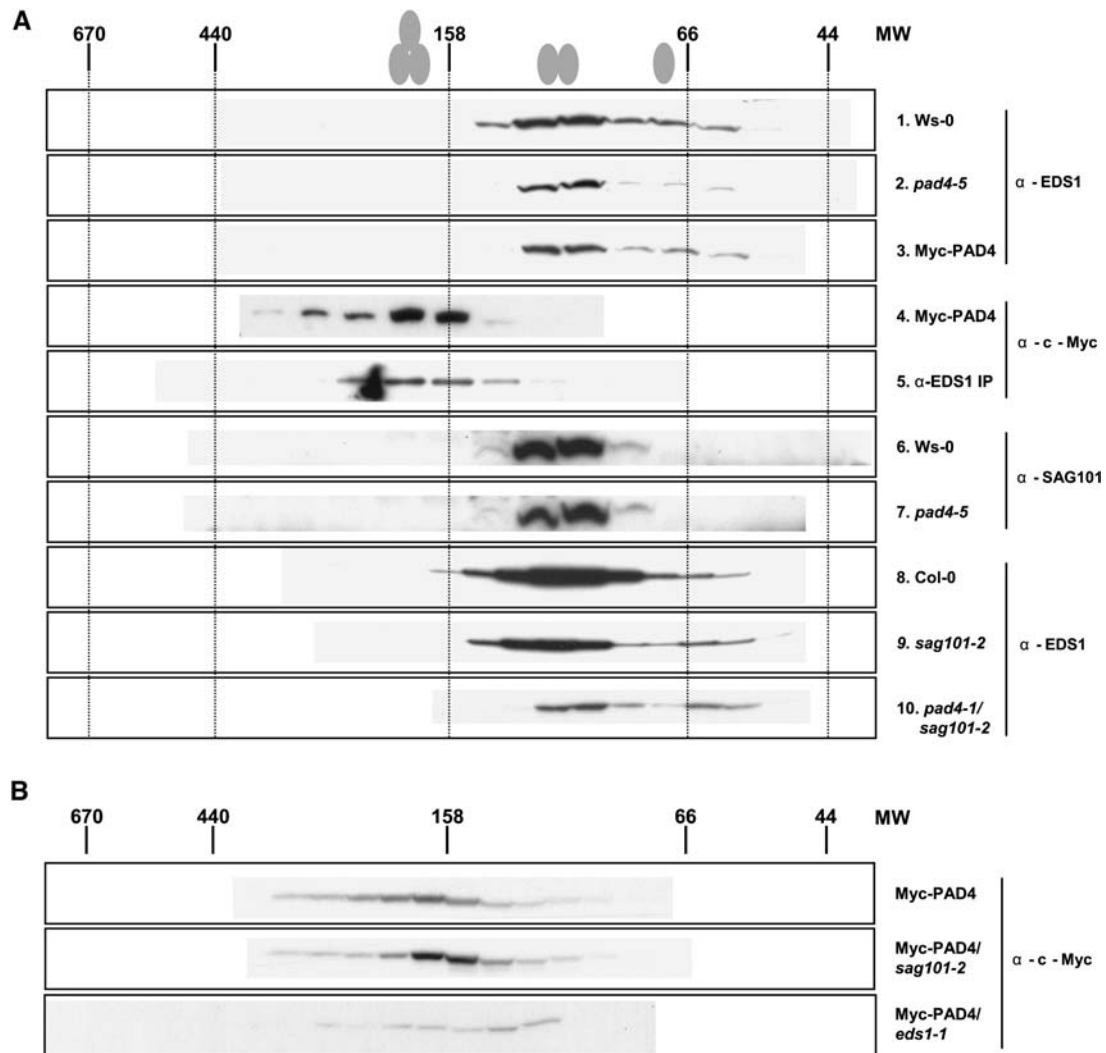 A
670 440 158 66 44 MW
1. Ws-0
2. pad4-5
α - EDS1
3. Myc-PAD4
4. Myc-PAD4
α - c - Myc
5. α-EDS1 IP
6. Ws-0
α - SAG101
7. pad4-5
8. Col-0
9. sag101-2
α - EDS1
10. pad4-1/
sag101-2
B
670 440 158 66 44 MW
Myc-PAD4
Myc-PAD4/
sag101-2
α - c - Myc
Myc-PAD4/
eds1-1